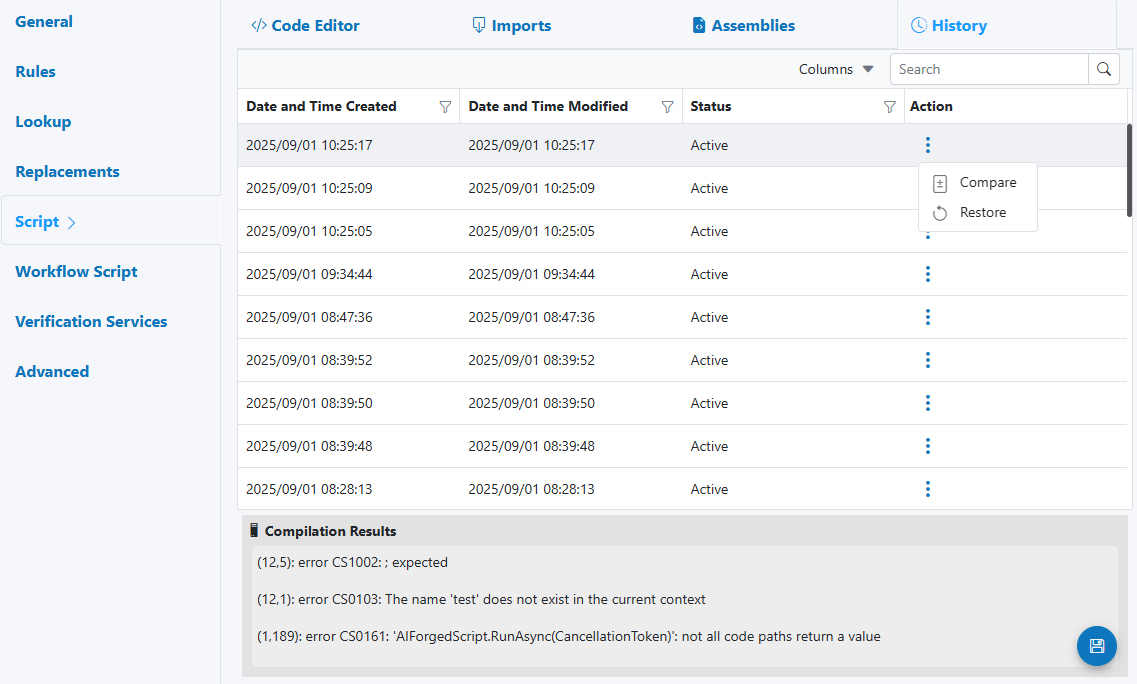 General
Rules
Lookup
Replacements
Script
Workflow Script
Verification Services
Advanced
</> Code Editor Imports Assemblies History
Columns Search
Date and Time Created Date and Time Modified Status Action
2025/09/01 10:25:17 2025/09/01 10:25:17 Active
2025/09/01 10:25:09 2025/09/01 10:25:09 Active
2025/09/01 10:25:05 2025/09/01 10:25:05 Active
2025/09/01 09:34:44 2025/09/01 09:34:44 Active
2025/09/01 08:47:36 2025/09/01 08:47:36 Active
2025/09/01 08:39:52 2025/09/01 08:39:52 Active
2025/09/01 08:39:50 2025/09/01 08:39:50 Active
2025/09/01 08:39:48 2025/09/01 08:39:48 Active
2025/09/01 08:28:13 2025/09/01 08:28:13 Active
Compare
Restore
Compilation Results
(12,5): error CS1002: ; expected
(12,1): error CS0103: The name 'test' does not exist in the current context
(1,189): error CS0161: 'AIForgedScript.RunAsync(CancellationToken)': not all code paths return a value